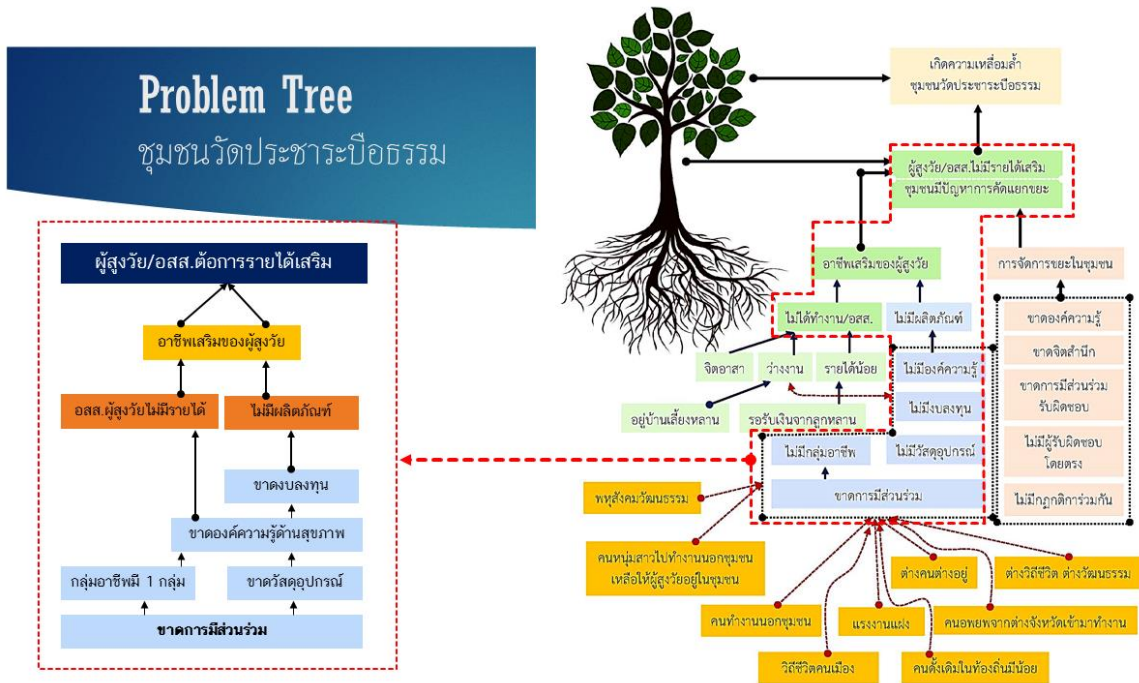 Problem Tree
ชุมชนวัดประชาระบือธรรม
ผู้สูงวัย/อสส.ต้อการรายได้เสริม
อาชีพเสริมของผู้สูงวัย
อสส.ผู้สูงวัยไม่มีรายได้
ไม่มีผลิตภัณฑ์
ขาดงบลงทุน
ขาดองค์ความรู้ด้านสุขภาพ
กลุ่มอาชีพมี 1 กลุ่ม
ขาดวัสดุอุปกรณ์
ขาดการมีส่วนร่วม
เกิดความเหลื่อมล้ำ
ชุมชนวัดประชาระบือธรรม
ผู้สูงวัย/อสส.ไม่มีรายได้เสริม
ชุมชนมีปัญหาการคัดแยกขยะ
อาชีพเสริมของผู้สูงวัย
การจัดการขยะในชุมชน
ไม่ได้ทำงาน/อสส.
ไม่มีผลิตภัณฑ์
จิตอาสา
ว่างงาน
รายได้น้อย
ไม่มีองค์ความรู้
อยู่บ้านเลี้ยงหลาน
รอรับเงินจากลูกหลาน
ไม่มีงบลงทุน
ไม่มีกลุ่มอาชีพ
ไม่มีวัสดุอุปกรณ์
ขาดการมีส่วนร่วม
ขาดองค์ความรู้
ขาดจิตสำนึก
ขาดการมีส่วนร่วม
รับผิดชอบ
ไม่มีผู้รับผิดชอบ
โดยตรง
ไม่มีกฎกติการ่วมกัน
พหุสังคมวัฒนธรรม
คนหนุ่มสาวไปทำงานนอกชุมชน
เหลือให้ผู้สูงวัยอยู่ในชุมชน
ต่างคนต่างอยู่
ต่างวิถีชีวิต ต่างวัฒนธรรม
คนทำงานนอกชุมชน
แรงงานแฝง
คนอพยพจากต่างจังหวัดเข้ามาทำงาน
วิถีชีวิตคนเมือง
คนดั้งเดิมในท้องถิ่นมีน้อย